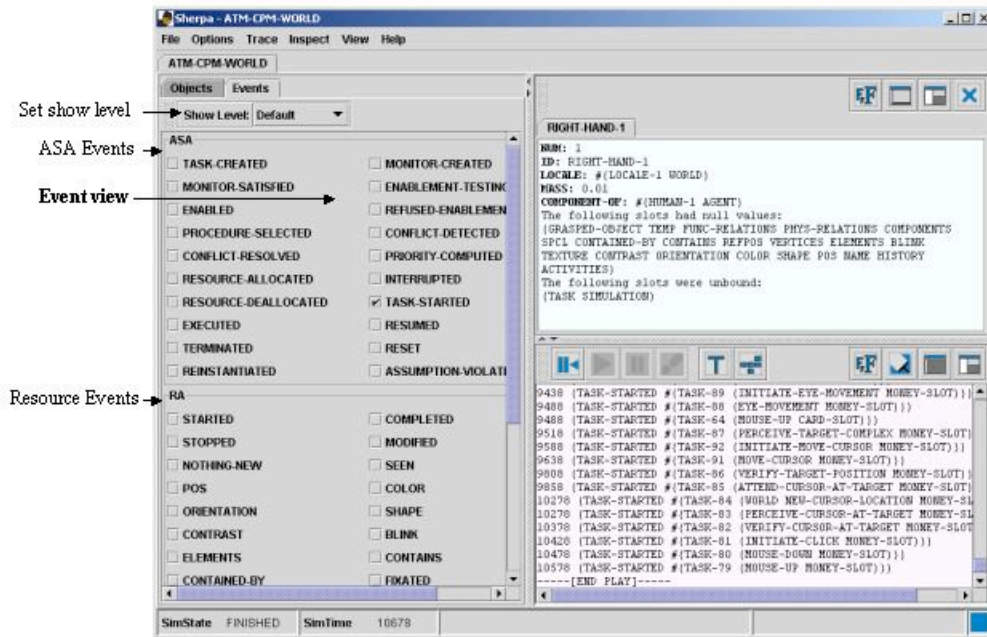 Sherpa - ATM-CPM-WORLD
File Options Trace Inspect View Help
ATM-CPM-WORLD
Objects Events
Set show level
Show Level: Default
ASA Events
ASA
TASK-CREATED MONITOR-CREATED
MONITOR-SATISFIED ENABLEMENT-TESTING
Event view
ENABLED REFUSED-ENABLEMEN
PROCEDURE-SELECTED CONFLICT-DETECTED
CONFLICT-RESOLVED PRIORITY-COMPUTED
RESOURCE-ALLOCATED INTERRUPTED
RESOURCE-DEALLOCATED TASK-STARTED
EXECUTED RESUMED
TERMINATED RESET
REINSTANTIATED ASSUMPTION-VIOLATI
Resource Events
RA
STARTED COMPLETED
STOPPED MODIFIED
NOTHING-NEW SEEN
POS COLOR
ORIENTATION SHAPE
CONTRAST BLINK
ELEMENTS CONTAINS
CONTAINED-BY FIXATED
RIGHT-HAND-1
NUM: 1
ID: RIGHT-HAND-1
LOCALE: #{LOCALE-1 WORLD}
MASS: 0.01
COMPONENT-OF: #{HUMAN-1 AGENT}
The following slots had null values:
(GRASPED-OBJECT TEMP FUNC-RELATIONS PHYS-RELATIONS COMPONENTS
SPCL CONTAINED-BY CONTAINS REFPOS VERTICES ELEMENTS BLINK
TEXTURE CONTRAST ORIENTATION COLOR SHAPE POS NAME HISTORY
ACTIVITIES)
The following slots were unbound:
(TASK SIMULATION)
9438 (TASK-STARTED #{TASK-89 (INITIATE-EYE-MOVEMENT MONEY-SLOT)})
9488 (TASK-STARTED #{TASK-88 (EYE-MOVEMENT MONEY-SLOT)})
9488 (TASK-STARTED #{TASK-64 (MOUSE-UP CARD-SLOT)})
9518 (TASK-STARTED #{TASK-87 (PERCEIVE-TARGET-COMPLEX MONEY-SLOT)
9588 (TASK-STARTED #{TASK-92 (INITIATE-MOVE-CURSOR MONEY-SLOT)})
9638 (TASK-STARTED #{TASK-91 (MOVE-CURSOR MONEY-SLOT)})
9808 (TASK-STARTED #{TASK-86 (VERIFY-TARGET-POSITION MONEY-SLOT)})
9858 (TASK-STARTED #{TASK-85 (ATTEND-CURSOR-AT-TARGET MONEY-SLOT)
10278 (TASK-STARTED #{TASK-84 (WORLD NEW-CURSOR-LOCATION MONEY-SL
10278 (TASK-STARTED #{TASK-83 (PERCEIVE-CURSOR-AT-TARGET MONEY-SL
10378 (TASK-STARTED #{TASK-82 (VERIFY-CURSOR-AT-TARGET MONEY-SLOT
10428 (TASK-STARTED #{TASK-81 (INITIATE-CLICK MONEY-SLOT)})
10478 (TASK-STARTED #{TASK-80 (MOUSE-DOWN MONEY-SLOT)})
10578 (TASK-STARTED #{TASK-79 (MOUSE-UP MONEY-SLOT)})
-----[END PLAY]-----
SimState FINISHED SimTime 10678